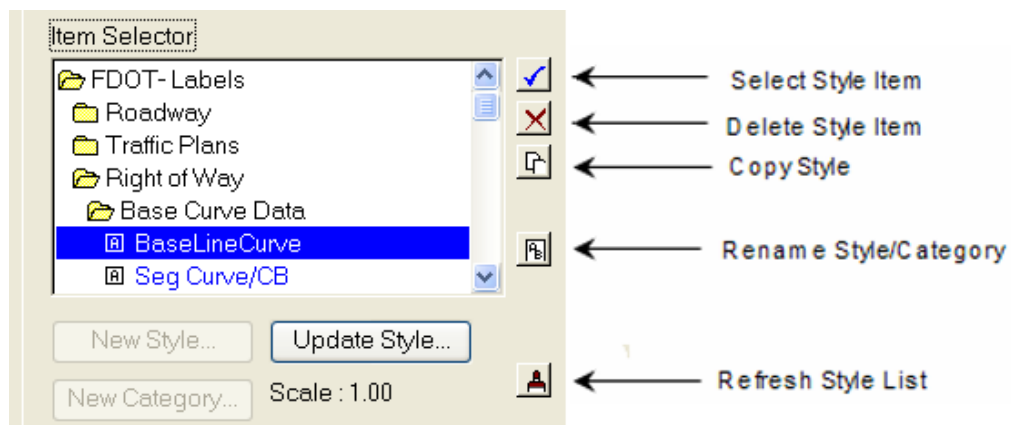 Item Selector
FDOT-Labels
Roadway
Traffic Plans
Right of Way
Base Curve Data
BaseLineCurve
Seg Curve/CB
New Style...
Update Style...
New Category...
Scale : 1.00
Select Style Item
Delete Style Item
Copy Style
Rename Style/Category
Refresh Style List